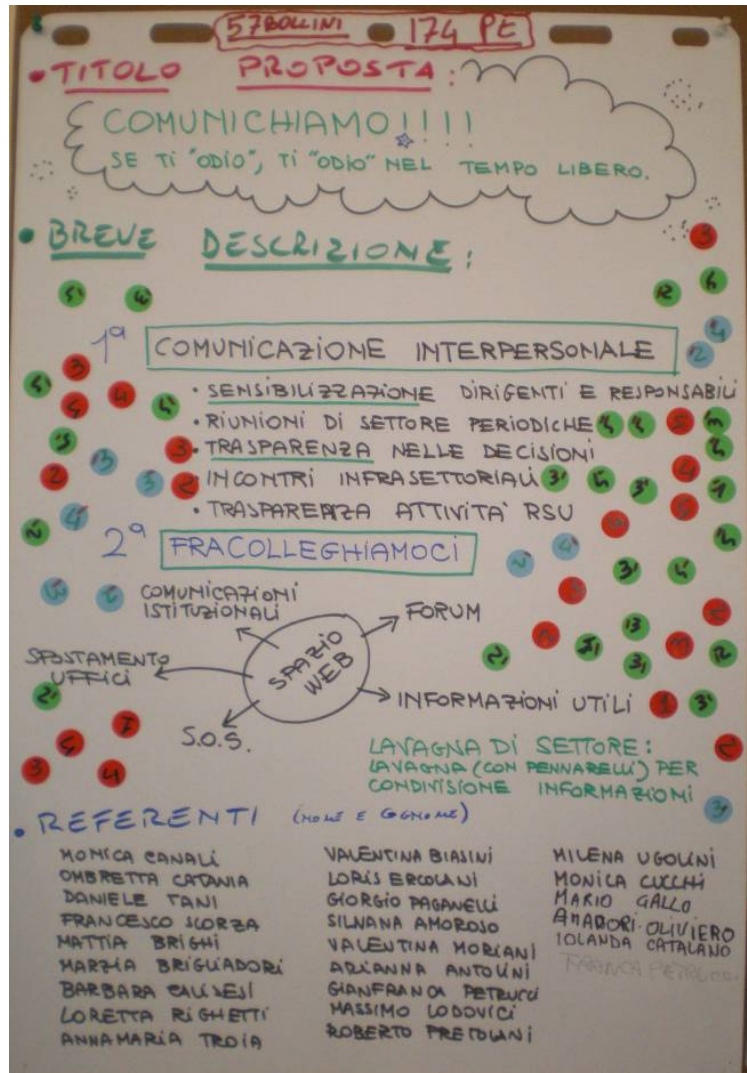 57 BOLLINI 174 PE
• TITOLO PROPOSTA:
COMUNICHIAMO!!!!
SE TI "ODIO", TI "ODIO" NEL TEMPO LIBERO.
• BREVE DESCRIZIONE:
1ª COMUNICAZIONE INTERPERSONALE
• SENSIBILIZZAZIONE DIRIGENTI E RESPONSABILI
• RIUNIONI DI SETTORE PERIODICHE
• TRASPARENZA NELLE DECISIONI
INCONTRI INFRASETTORIALI
• TRASPARENZA ATTIVITA' RSU
2ª FRACOLLEGHIAMOCI
COMUNICAZIONI
ISTITUZIONALI
FORUM
SPAZIO
WEB
SPOSTAMENTO
UFFICI
INFORMAZIONI UTILI
S.O.S.
LAVAGNA DI SETTORE:
LAVAGNA (CON PENNARELLI) PER
CONDIVISIONE INFORMAZIONI
• REFERENTI (NOME E COGNOME)
MONICA CANALI
OMBRETTA CATANIA
DANIELE TANI
FRANCESCO SCORZA
MATTIA BRIGHI
MARZIA BRIGLIADORI
BARBARA CALISESI
LORETTA RIGHETTI
ANNAMARIA TROIA
VALENTINA BIASINI
LORIS ERCOLANI
GIORGIO PAGANELLI
SILVANA AMOROSO
VALENTINA MORIANI
ARIANNA ANTOLINI
GIANFRANCA PETRUCCI
MASSIMO LODOVICI
ROBERTO PRETOLANI
MILENA UGOLINI
MONICA CUCCHI
MARIO GALLO
AMADORI OLIVIERO
IOLANDA CATALANO